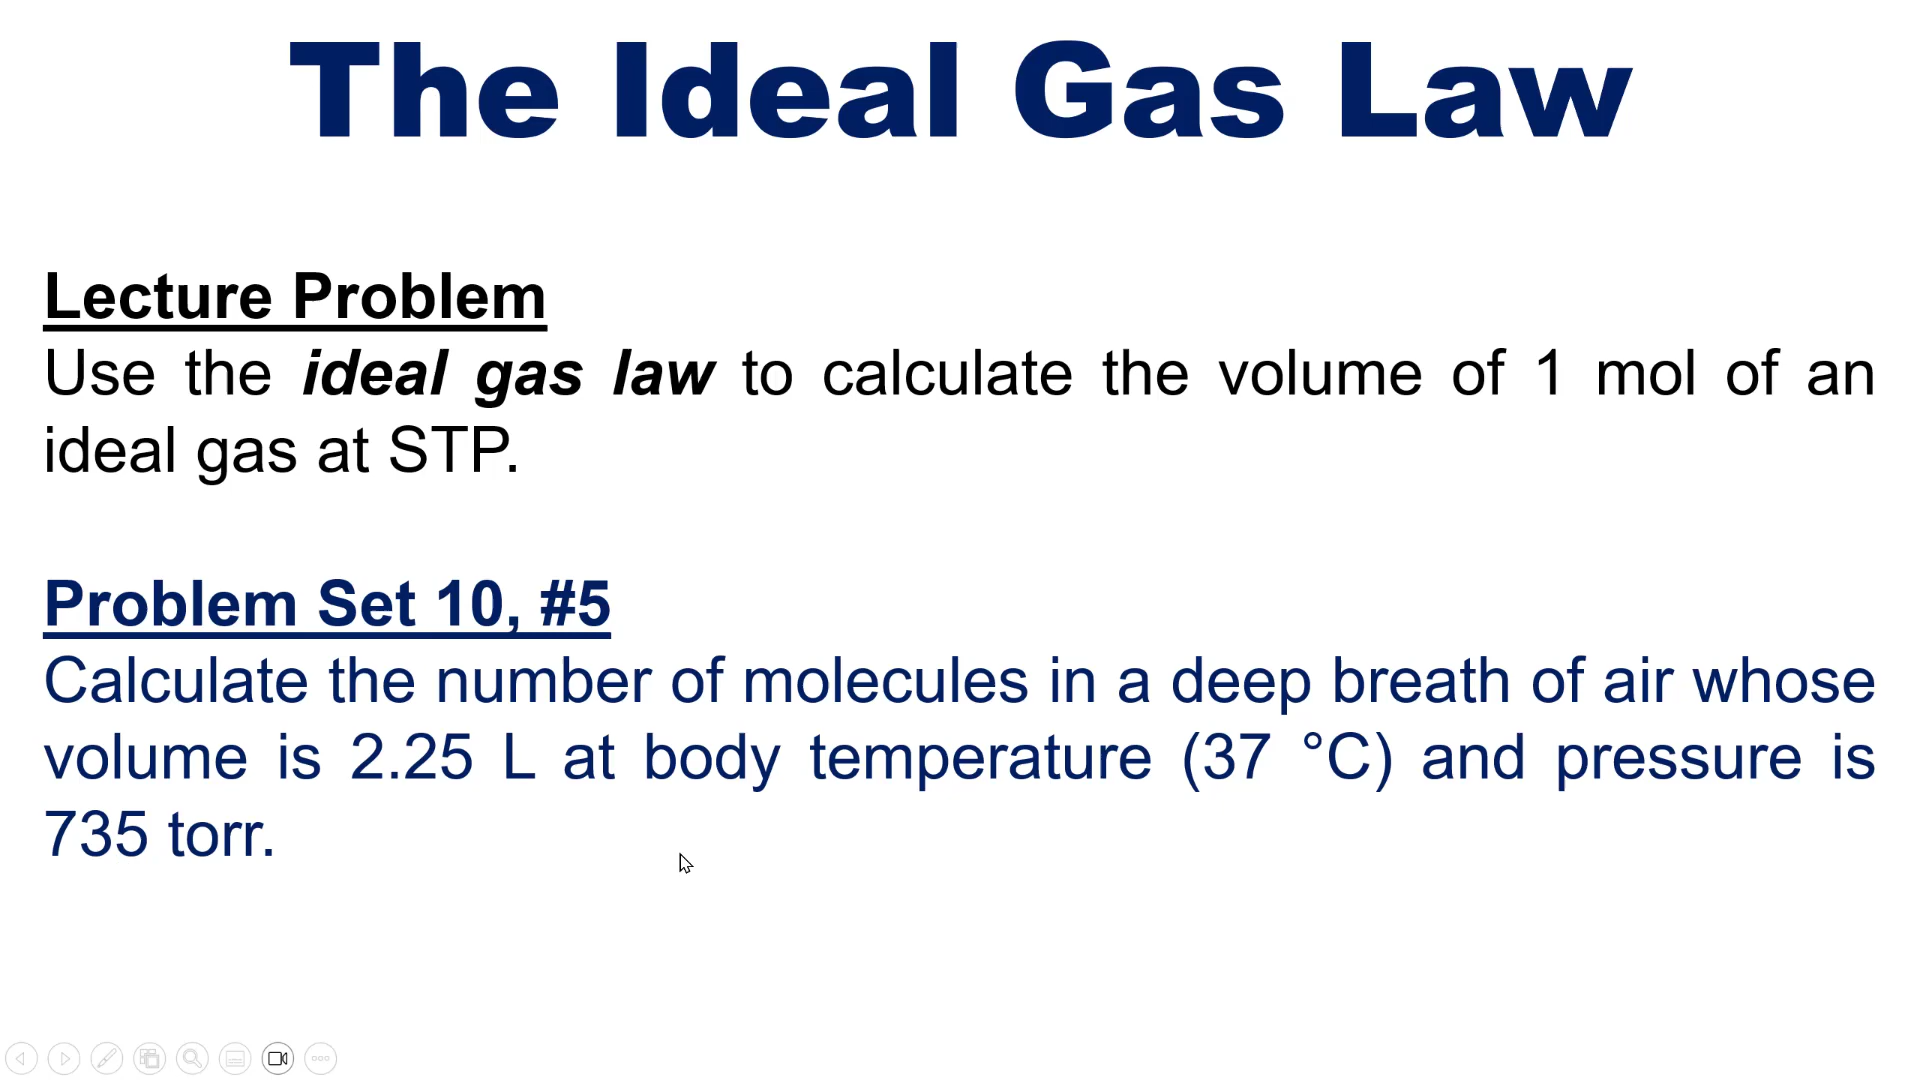 The Ideal Gas Law
Lecture Problem
Use the ideal gas law to calculate the volume of 1 mol of an
ideal gas at STP.
Problem Set 10, #5
Calculate the number of molecules in a deep breath of air whose
volume is 2.25 L at body temperature (37 °C) and pressure is
735 torr.